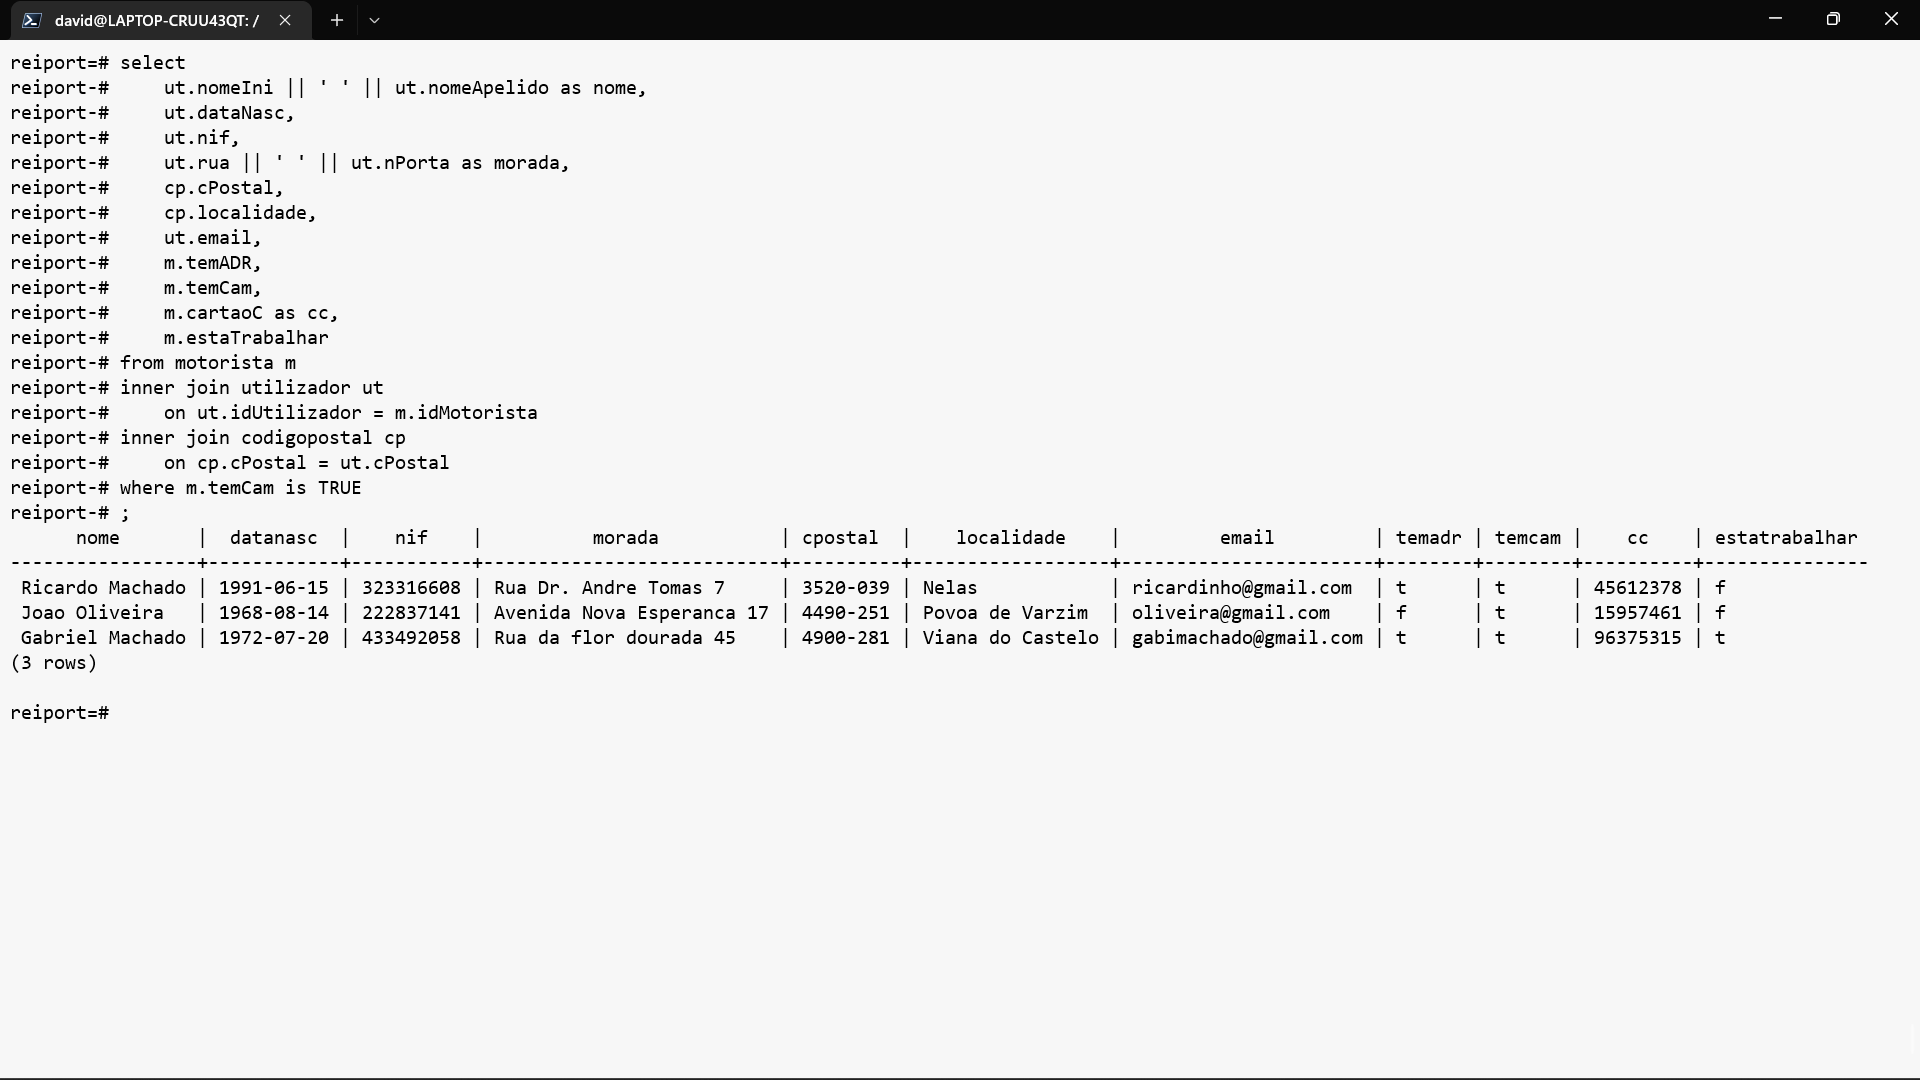 david@LAPTOP-CRUU43QT: /
reiport=# select
reiport-#     ut.nomeIni || ' ' || ut.nomeApelido as nome,
reiport-#     ut.dataNasc,
reiport-#     ut.nif,
reiport-#     ut.rua || ' ' || ut.nPorta as morada,
reiport-#     cp.cPostal,
reiport-#     cp.localidade,
reiport-#     ut.email,
reiport-#     m.temADR,
reiport-#     m.temCam,
reiport-#     m.cartaoC as cc,
reiport-#     m.estaTrabalhar
reiport-# from motorista m
reiport-# inner join utilizador ut
reiport-#     on ut.idUtilizador = m.idMotorista
reiport-# inner join codigopostal cp
reiport-#     on cp.cPostal = ut.cPostal
reiport-# where m.temCam is TRUE
reiport-# ;
      nome       |  datanasc  |    nif    |          morada           | cpostal  |    localidade    |         email         | temadr | temcam |    cc    | estatrabalhar
-----------------+------------+-----------+---------------------------+----------+------------------+-----------------------+--------+--------+----------+---------------
 Ricardo Machado | 1991-06-15 | 323316608 | Rua Dr. Andre Tomas 7     | 3520-039 | Nelas            | ricardinho@gmail.com  | t      | t      | 45612378 | f
 Joao Oliveira   | 1968-08-14 | 222837141 | Avenida Nova Esperanca 17 | 4490-251 | Povoa de Varzim  | oliveira@gmail.com    | f      | t      | 15957461 | f
 Gabriel Machado | 1972-07-20 | 433492058 | Rua da flor dourada 45    | 4900-281 | Viana do Castelo | gabimachado@gmail.com | t      | t      | 96375315 | t
(3 rows)
reiport=#